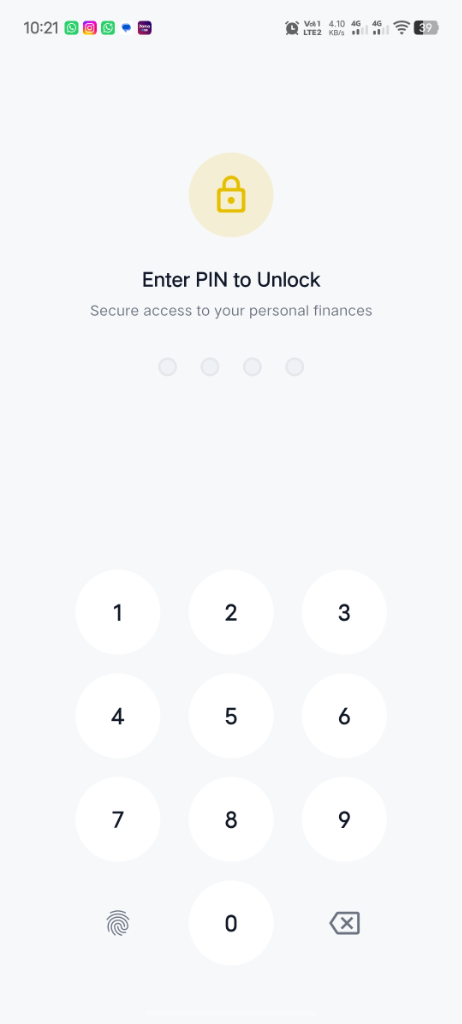 10:21
Vo1 1
LTE2
4.10
KB/s
4G
4G
39
Enter PIN to Unlock
Secure access to your personal finances
1 2 3
4 5 6
7 8 9
0